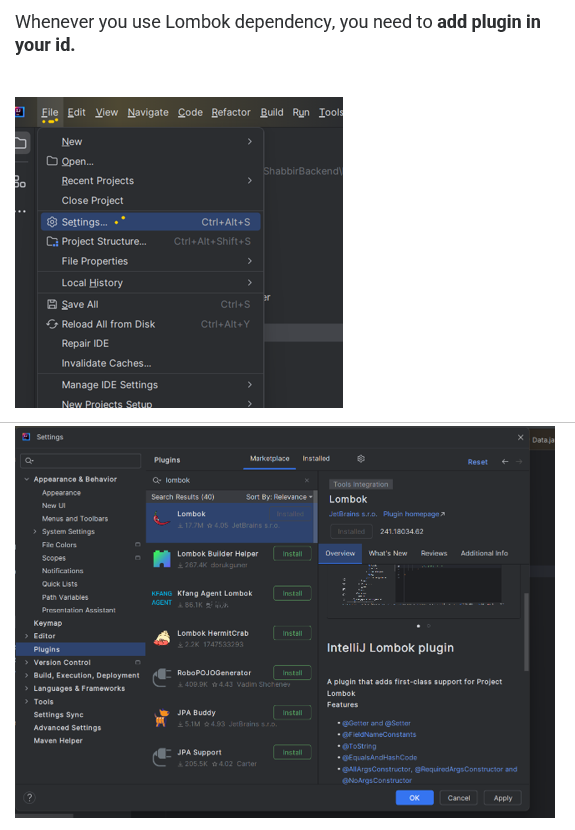 Whenever you use Lombok dependency, you need to add plugin in
your id.
File Edit View Navigate Code Refactor Build Run Tools
New
Open...
Recent Projects
ShabbirBackend\
Close Project
Settings... Ctrl+Alt+S
Project Structure... Ctrl+Alt+Shift+S
File Properties
Local History
er
Save All Ctrl+S
Reload All from Disk Ctrl+Alt+Y
Repair IDE
Invalidate Caches...
Manage IDE Settings
New Projects Setup
Settings
Data.ja
Plugins Marketplace Installed Reset
Appearance & Behavior
Appearance
New UI
Menus and Toolbars
System Settings
File Colors
Scopes
Notifications
Quick Lists
Path Variables
Presentation Assistant
Keymap
Editor
Plugins
Version Control
Build, Execution, Deployment
Languages & Frameworks
Tools
Settings Sync
Advanced Settings
Maven Helper
lombok
Search Results (40) Sort By: Relevance
Lombok Installed
17.7M 4.05 JetBrains s.r.o.
Lombok Builder Helper Install
267.4K dorukguner
KFANG AGENT
Kfang Agent Lombok Install
Lombok HermitCrab Install
2.2K 1747533293
RoboPOJOGenerator Install
409.9K 4.43 Vadim Shchenev
JPA Buddy Install
5.1M 4.93 JetBrains s.r.o.
JPA Support Install
205.5K 4.02 Carter
Tools Integration
Lombok
JetBrains s.r.o. Plugin homepage
Installed 241.18034.62
Overview What's New Reviews Additional Info
IntelliJ Lombok plugin
A plugin that adds first-class support for Project
Lombok
Features
@Getter and @Setter
@FieldNameConstants
@ToString
@EqualsAndHashCode
@AllArgsConstructor, @RequiredArgsConstructor and
@NoArgsConstructor
?
OK Cancel Apply